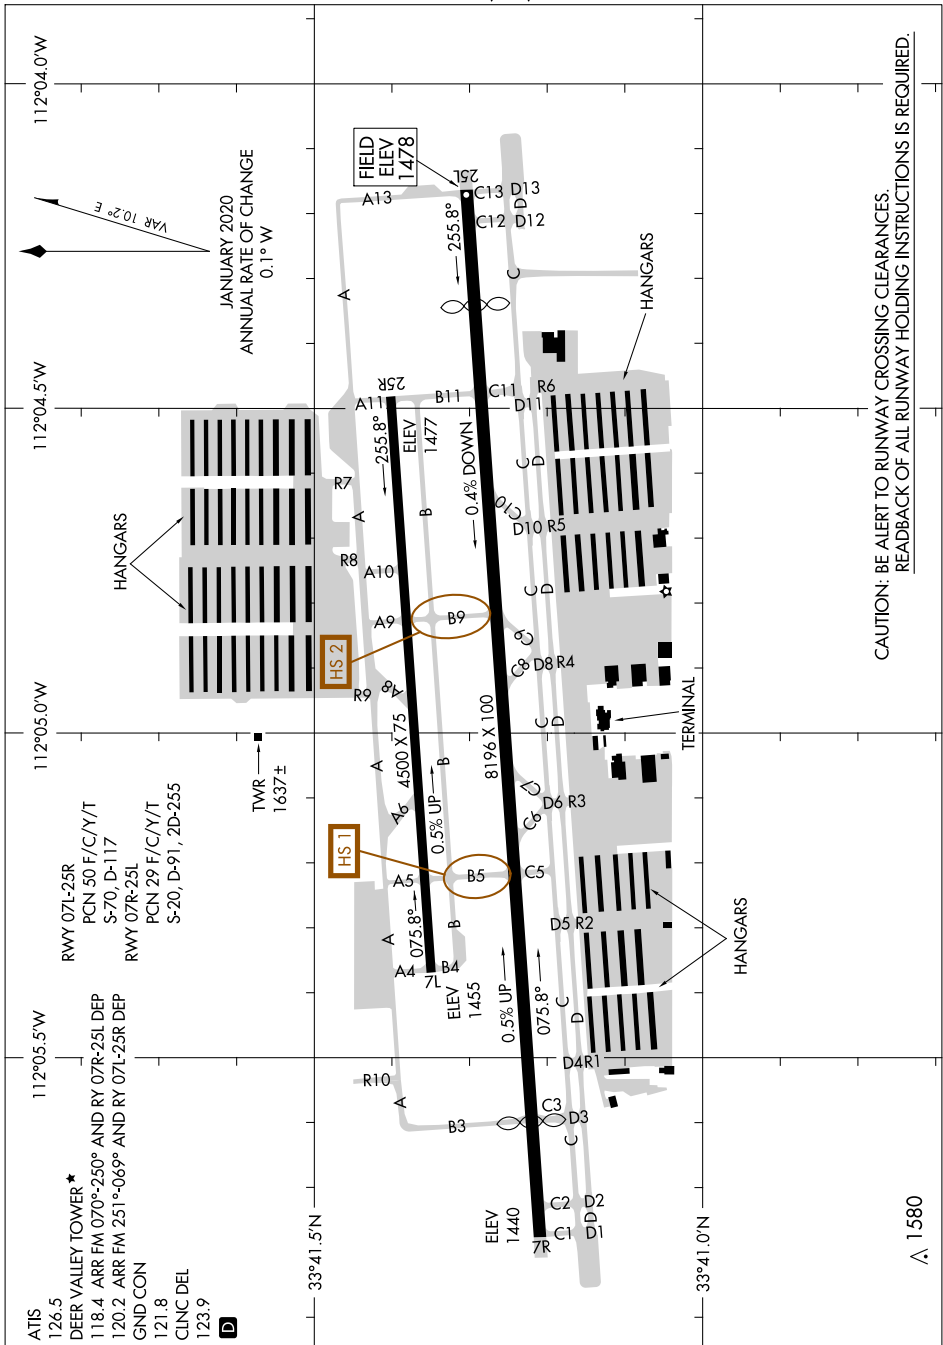 ATIS
126.5
DEER VALLEY TOWER★
118.4 ARR FM 070°-250° AND RY 07R-25L DEP
120.2 ARR FM 251°-069° AND RY 07L-25R DEP
GND CON
121.8
CLNC DEL
123.9
D
RWY 07L-25R
PCN 50 F/C/Y/T
S-70, D-117
RWY 07R-25L
PCN 29 F/C/Y/T
S-20, D-91, 2D-255
112°05.5'W
112°05.0'W
112°04.5'W
112°04.0'W
VAR 10.2° E
JANUARY 2020
ANNUAL RATE OF CHANGE
0.1° W
33°41.5'N
33°41.0'N
TWR
1637±
HANGARS
HS 1
HS 2
FIELD
ELEV
1478
R10
A
A4
A
A5
A6
A
R9
A8
A9
R8
A10
A
R7
A11
A
A13
7L
ELEV
1455
075.8°
0.5% UP
4500 X 75
255.8°
25R
ELEV
1477
B3
B4
B
B5
B
B9
B
B11
7R
ELEV
1440
0.5% UP
075.8°
8196 X 100
0.4% DOWN
255.8°
25L
C1
C2
C3
C
C
C5
C6
C7
C
C8
C9
C
C10
C
C11
C
C12
C13
D1
D
D2
D3
D4
R1
D
D5
R2
D6
R3
D
D8
R4
D
D10
R5
D
D11
R6
D12
D
D13
HANGARS
TERMINAL
HANGARS
1580
CAUTION: BE ALERT TO RUNWAY CROSSING CLEARANCES.
READBACK OF ALL RUNWAY HOLDING INSTRUCTIONS IS REQUIRED.